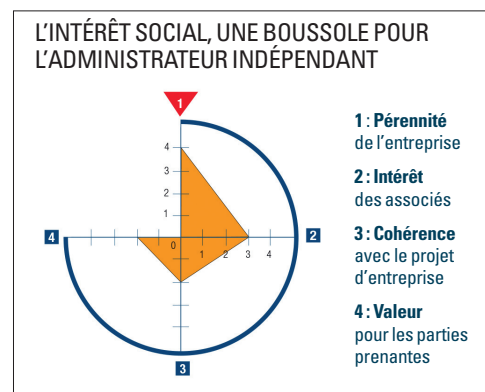 L'INTÉRÊT SOCIAL, UNE BOUSSOLE POUR
L'ADMINISTRATEUR INDÉPENDANT
1
4
3
2
1
0
1 2 3 4
4
2
3
1 : Pérennité
de l'entreprise
2 : Intérêt
des associés
3 : Cohérence
avec le projet
d'entreprise
4 : Valeur
pour les parties
prenantes